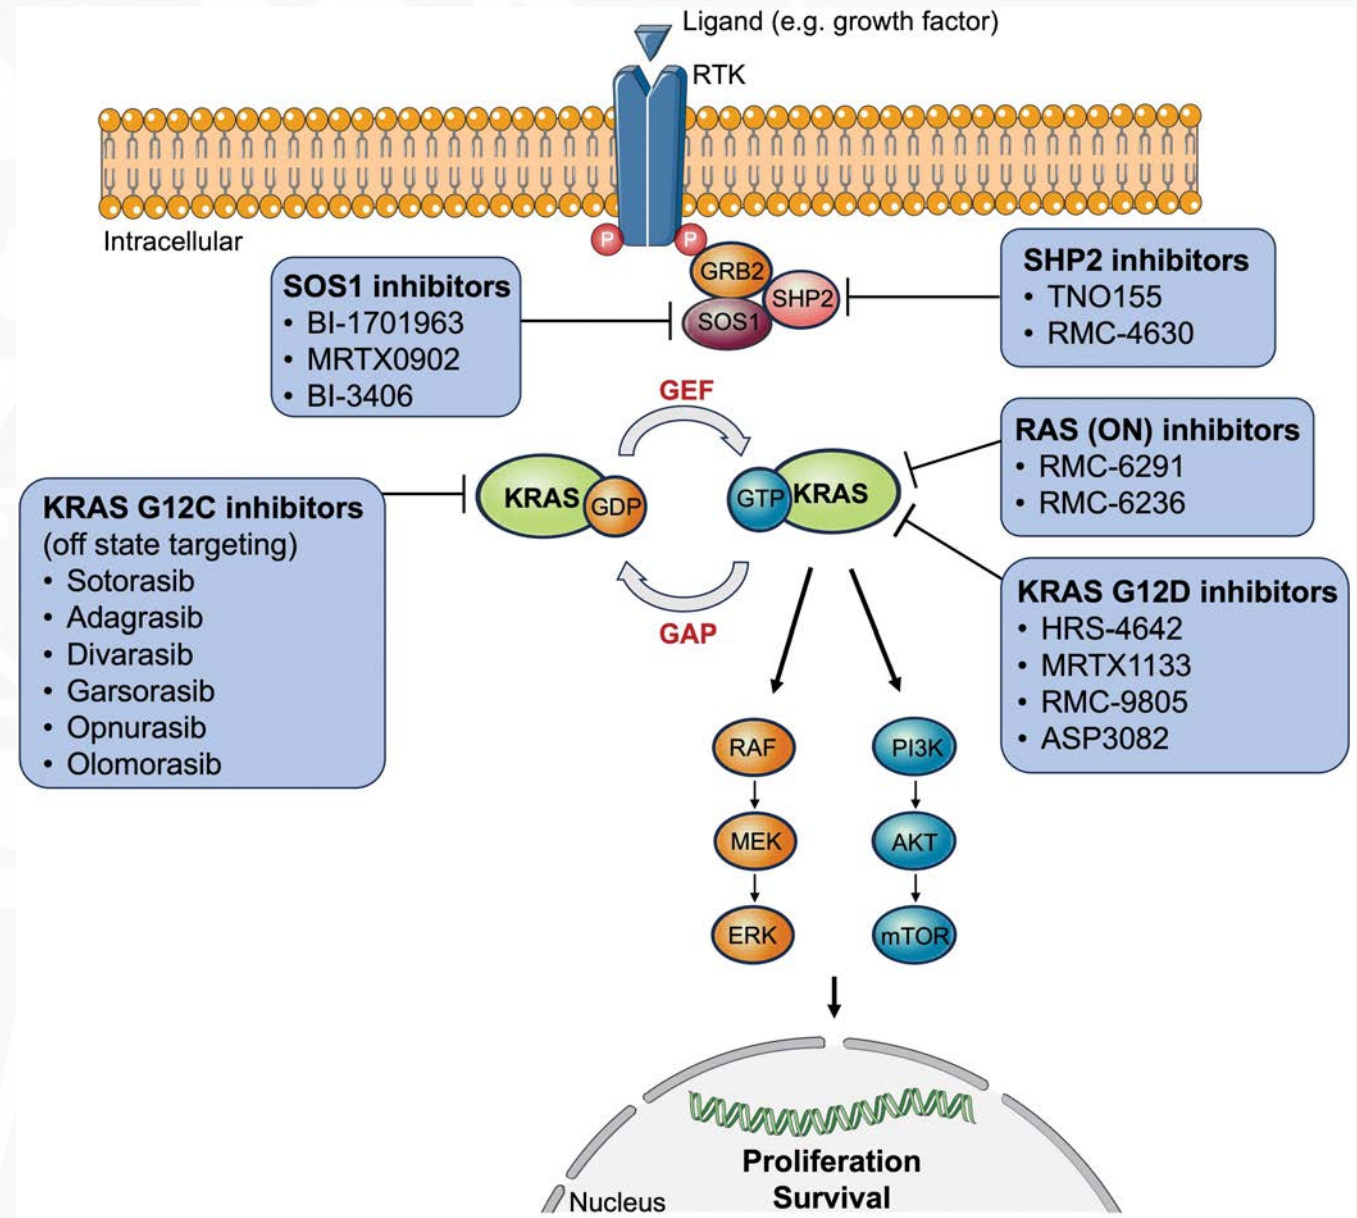 Ligand (e.g. growth factor)
RTK
Intracellular
P
P
GRB2
SHP2
SOS1
SOS1 inhibitors
• BI-1701963
• MRTX0902
• BI-3406
SHP2 inhibitors
• TNO155
• RMC-4630
GEF
RAS (ON) inhibitors
• RMC-6291
• RMC-6236
KRAS G12C inhibitors
(off state targeting)
• Sotorasib
• Adagrasib
• Divarasib
• Garsorasib
• Opnurasib
• Olomorasib
KRAS
GDP
GTP
KRAS
GAP
KRAS G12D inhibitors
• HRS-4642
• MRTX1133
• RMC-9805
• ASP3082
RAF
PI3K
MEK
AKT
ERK
mTOR
Proliferation
Survival
Nucleus